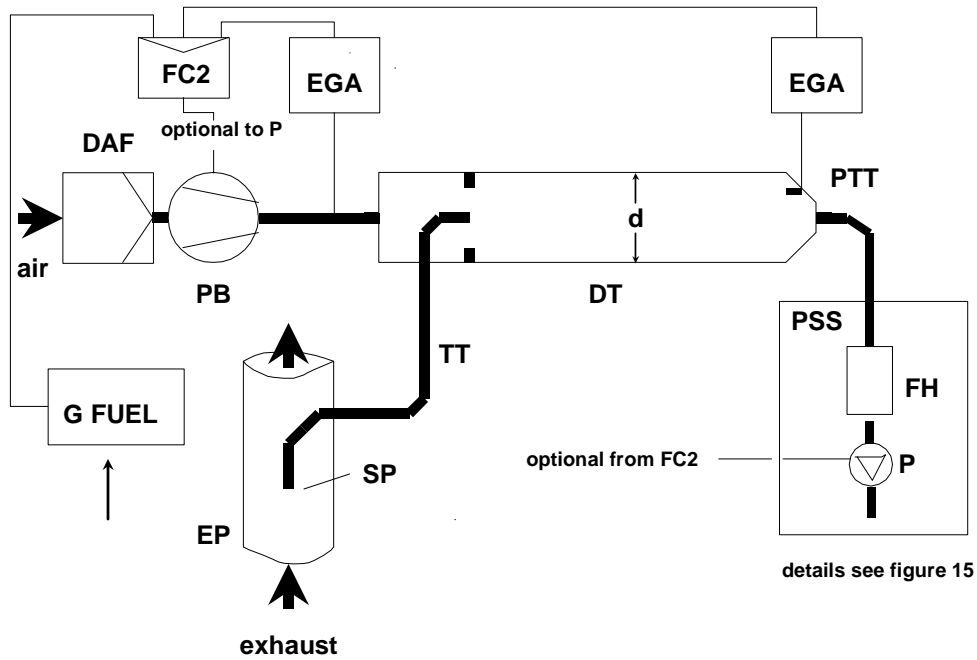 FC2
EGA
EGA
optional to P
DAF
PTT
d
air
PB
DT
PSS
TT
FH
G FUEL
SP
optional from FC2
P
EP
details see figure 15
exhaust